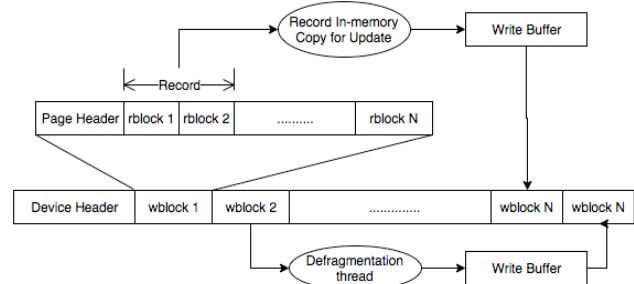 Record In-memory
Copy for Update
Write Buffer
Record
Page Header rblock 1 rblock 2 .......... rblock N
Device Header wblock 1 wblock 2 ............. wblock N wblock N
Defragmentation
thread
Write Buffer